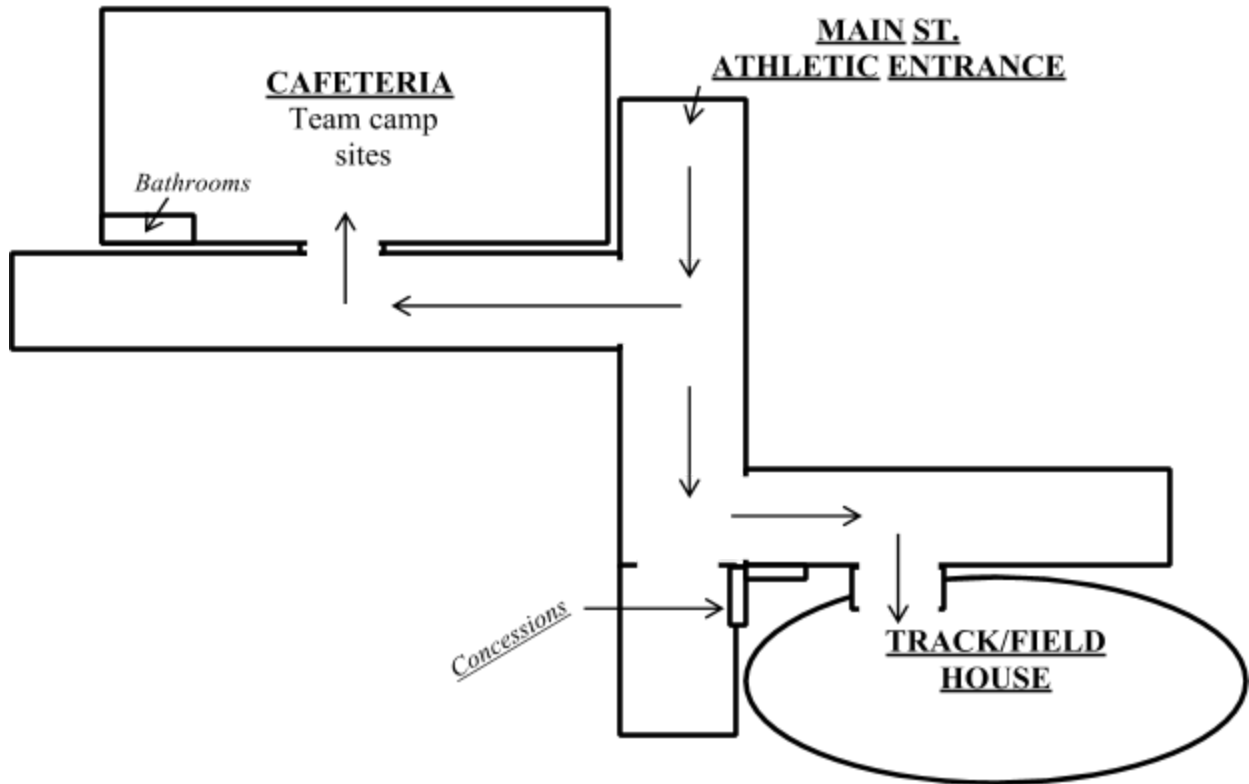 MAIN ST.
ATHLETIC ENTRANCE
CAFETERIA
Team camp
sites
Bathrooms
Concessions
TRACK/FIELD
HOUSE